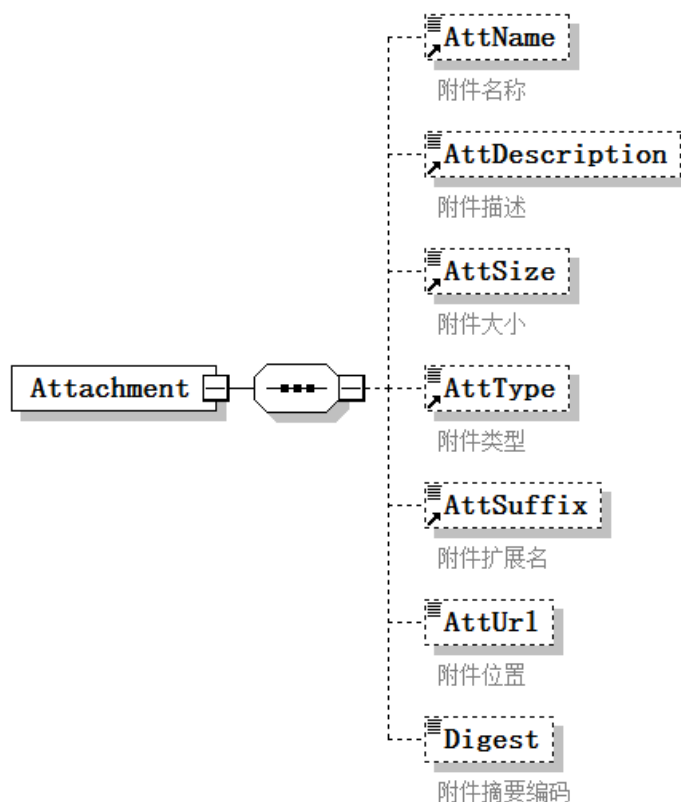 AttName
附件名称
AttDescription
附件描述
AttSize
附件大小
Attachment
AttType
附件类型
AttSuffix
附件扩展名
AttUrl
附件位置
Digest
附件摘要编码